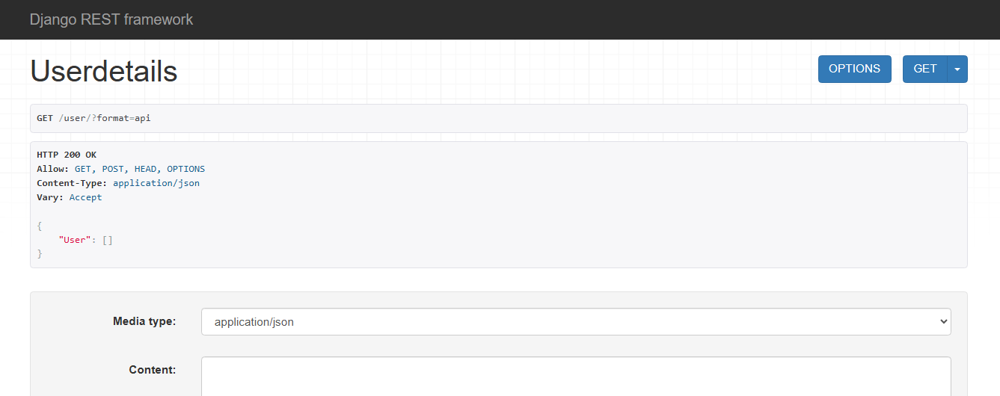 Django REST framework
Userdetails
OPTIONS
GET
GET /user/?format=api
HTTP 200 OK
Allow: GET, POST, HEAD, OPTIONS
Content-Type: application/json
Vary: Accept
{
"User": []
}
Media type:
application/json
Content: